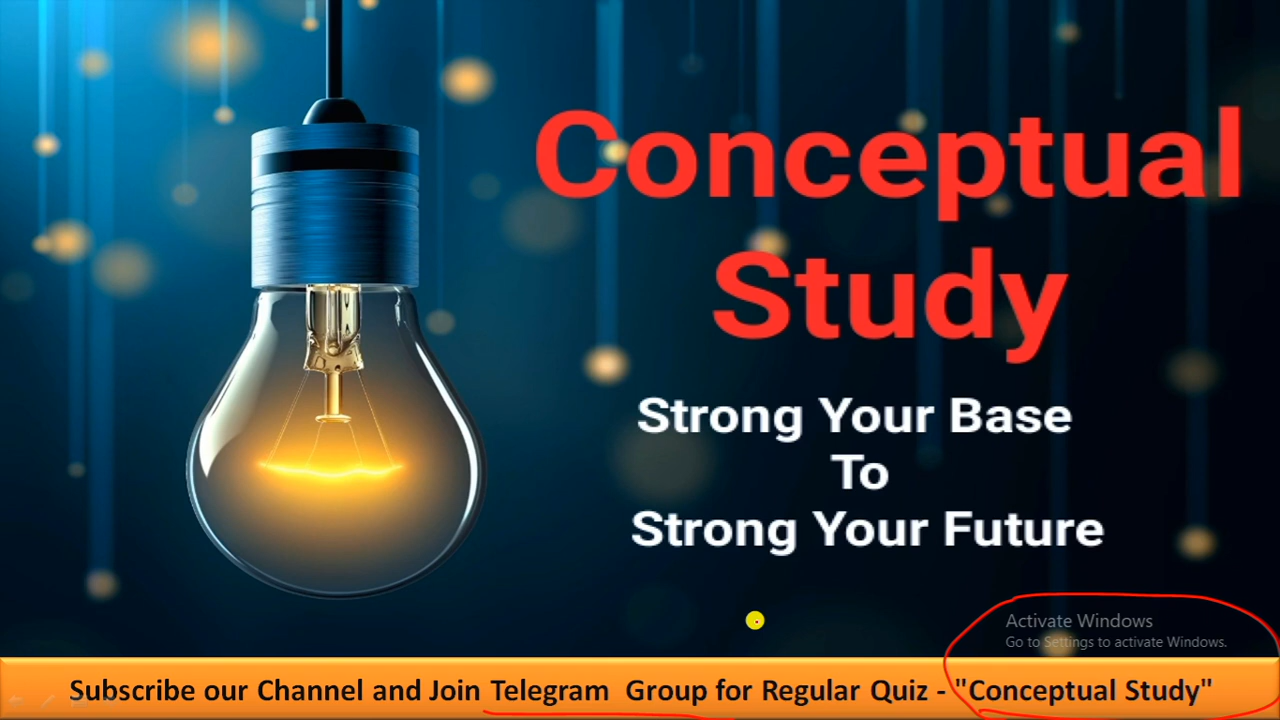 Conceptual
Study
Strong Your Base
To
Strong Your Future
Activate Windows
Go to Settings to activate Windows.
Subscribe our Channel and Join Telegram Group for Regular Quiz - "Conceptual Study"